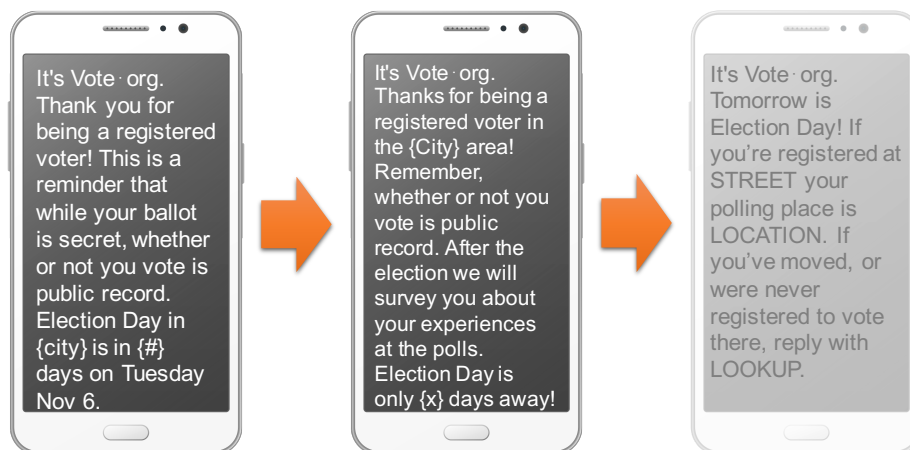 It's Vote·org.
Thank you for
being a registered
voter! This is a
reminder that
while your ballot
is secret, whether
or not you vote is
public record.
Election Day in
{city} is in {#}
days on Tuesday
Nov 6.
It's Vote·org.
Thanks for being a
registered voter in
the {City} area!
Remember,
whether or not you
vote is public
record. After the
election we will
survey you about
your experiences
at the polls.
Election Day is
only {x} days away!
It's Vote·org.
Tomorrow is
Election Day! If
you’re registered at
STREET your
polling place is
LOCATION. If
you’ve moved, or
were never
registered to vote
there, reply with
LOOKUP.